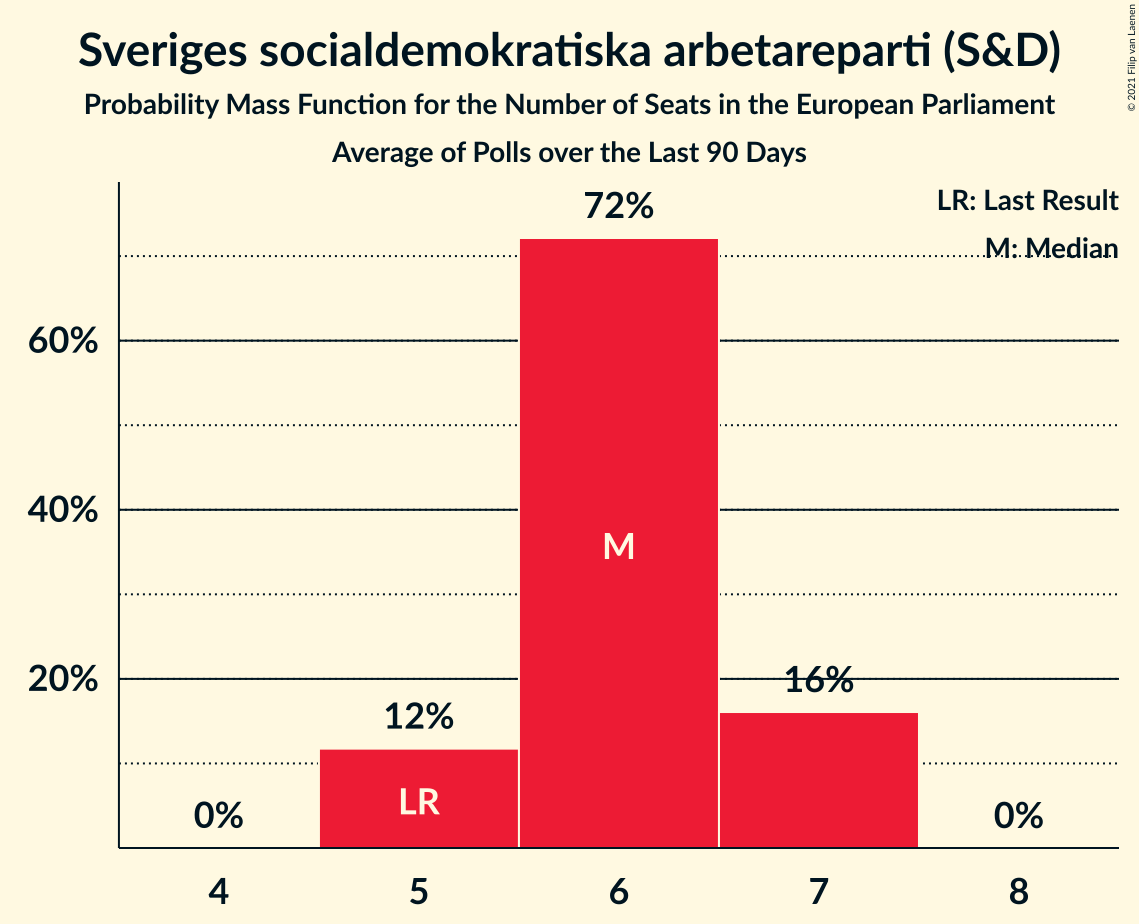 Sveriges socialdemokratiska arbetareparti (S&D)
Probability Mass Function for the Number of Seats in the European Parliament
Average of Polls over the Last 90 Days
© 2021 Filip van Laenen
LR: Last Result
M: Median
72%
60%
40%
20%
M
16%
12%
LR
0%
0%
4 5 6 7 8